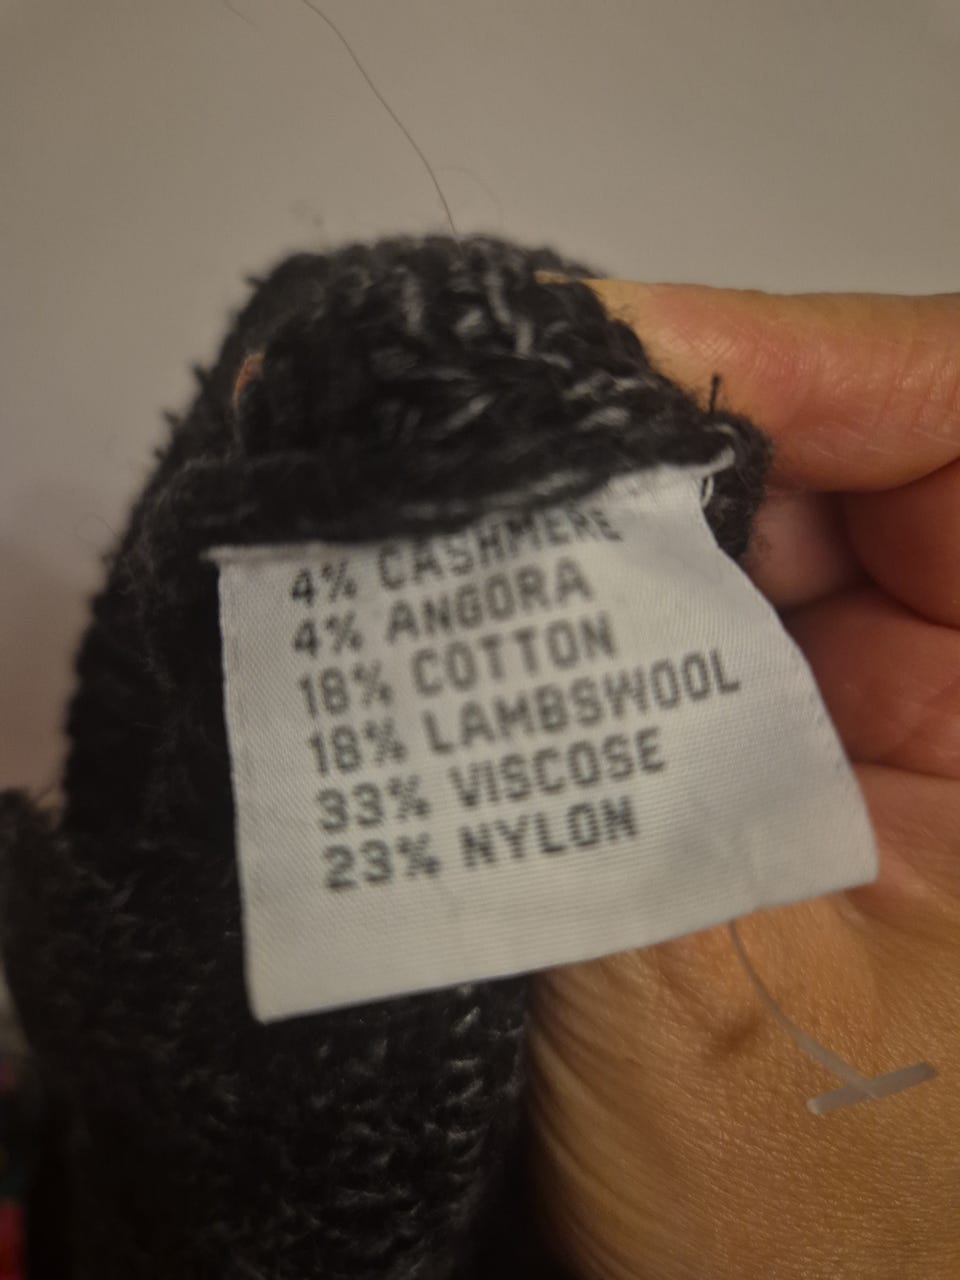 4% CASHMERE
4% ANGORA
18% COTTON
18% LAMBSWOOL
33% VISCOSE
23% NYLON